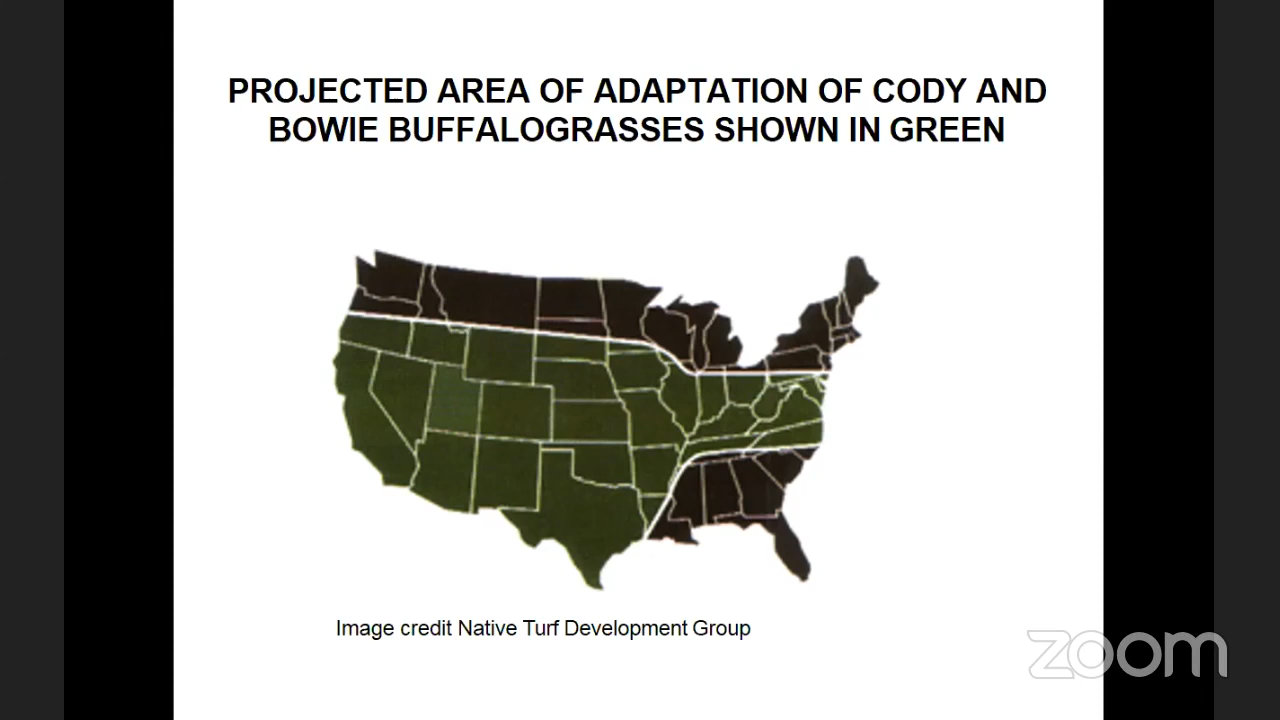 PROJECTED AREA OF ADAPTATION OF CODY AND
BOWIE BUFFALOGRASSES SHOWN IN GREEN
Image credit Native Turf Development Group
zoom